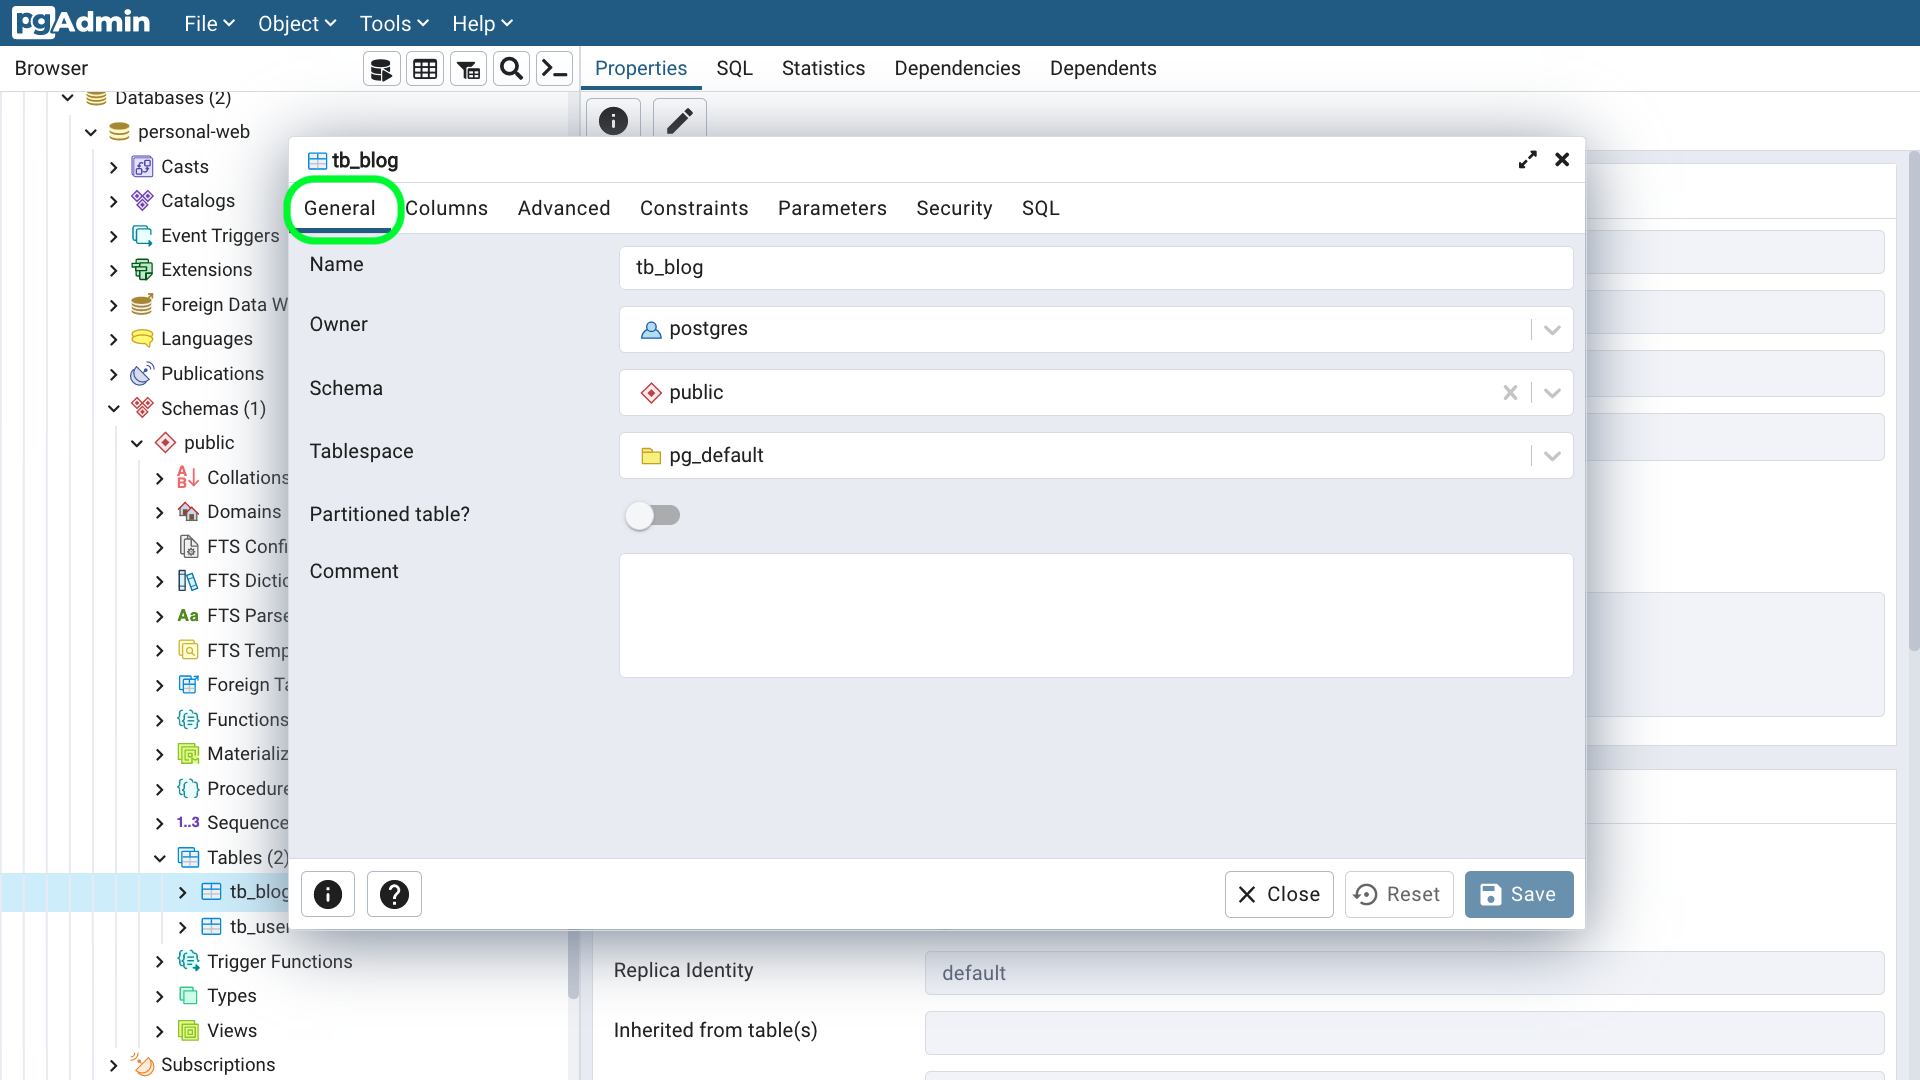 pgAdmin File Object Tools Help
Browser
Properties SQL Statistics Dependencies Dependents
Databases (2)
personal-web
Casts
Catalogs
Event Triggers
Extensions
Foreign Data W
Languages
Publications
Schemas (1)
public
Collations
Domains
FTS Confi
FTS Dictio
Aa FTS Parse
FTS Temp
Foreign Ta
Functions
Materializ
Procedure
1..3 Sequence
Tables (2)
tb_blog
tb_user
Trigger Functions
Types
Views
Subscriptions
tb_blog
General Columns Advanced Constraints Parameters Security SQL
Name tb_blog
Owner postgres
Schema public
Tablespace pg_default
Partitioned table?
Comment
Close Reset Save
Replica Identity default
Inherited from table(s)